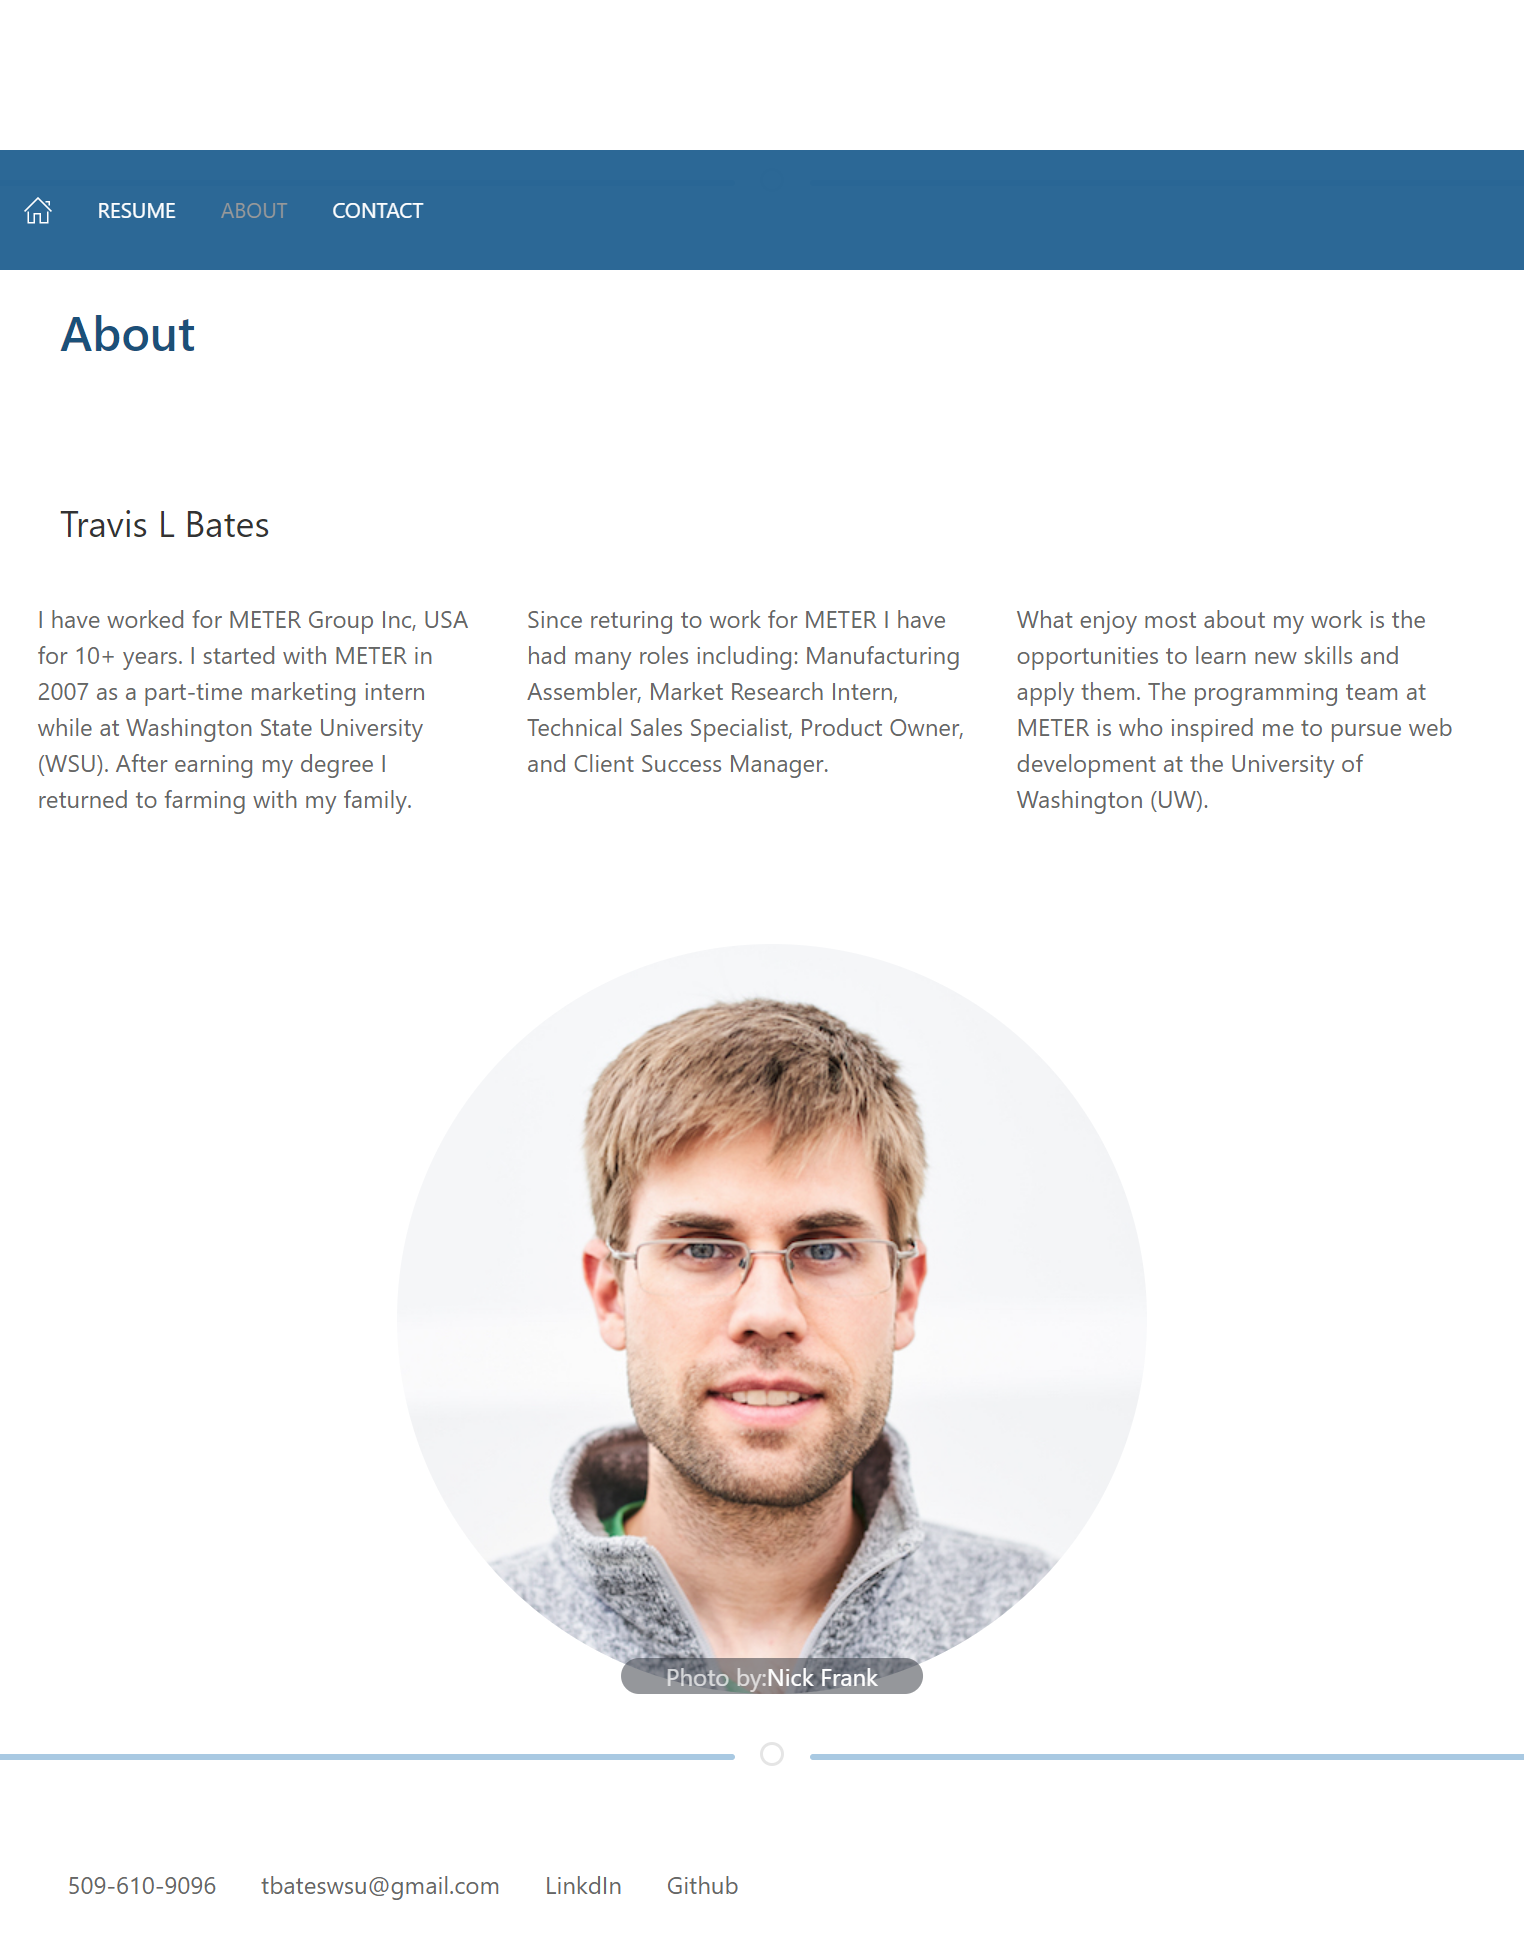 RESUME ABOUT CONTACT
About
Travis L Bates
I have worked for METER Group Inc, USA
for 10+ years. I started with METER in
2007 as a part-time marketing intern
while at Washington State University
(WSU). After earning my degree I
returned to farming with my family.
Since returing to work for METER I have
had many roles including: Manufacturing
Assembler, Market Research Intern,
Technical Sales Specialist, Product Owner,
and Client Success Manager.
What enjoy most about my work is the
opportunities to learn new skills and
apply them. The programming team at
METER is who inspired me to pursue web
development at the University of
Washington (UW).
Photo by:Nick Frank
509-610-9096 tbateswsu@gmail.com LinkdIn Github